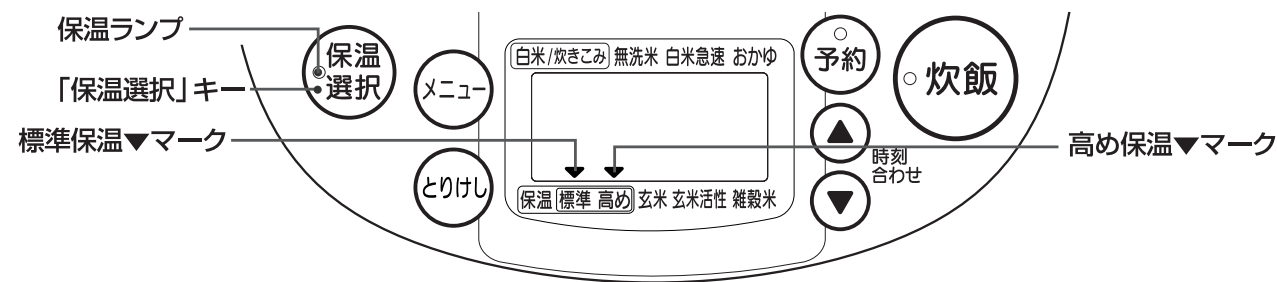 保温ランプ
「保温選択」キー
標準保温▼マーク
保温
選択
メニュー
とりけし
白米/炊きこみ 無洗米 白米急速 おかゆ
保温 標準 高め 玄米 玄米活性 雑穀米
予約
▲
時刻
合わせ
▼
炊飯
高め保温▼マーク